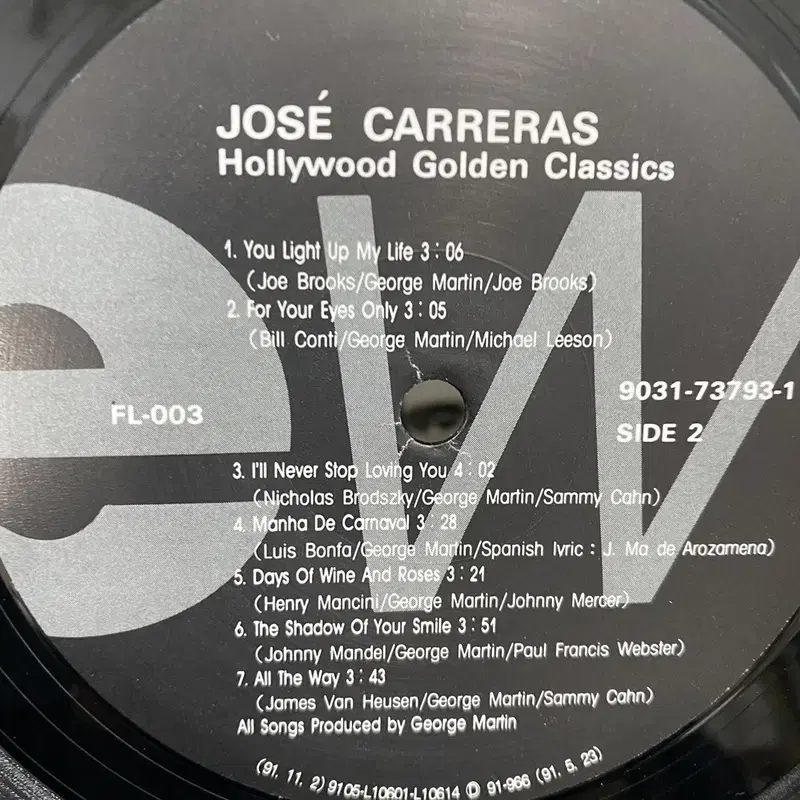 JOSÉ CARRERAS
Hollywood Golden Classics
1. You Light Up My Life 3:06
(Joe Brooks/George Martin/Joe Brooks)
2. For Your Eyes Only 3:05
(Bill Conti/George Martin/Michael Leeson)
9031-73793-1
FL-003
SIDE 2
3. I'll Never Stop Loving You 4:02
(Nicholas Brodszky/George Martin/Sammy Cahn)
4. Manha De Carnaval 3:28
(Luis Bonfa/George Martin/Spanish lvric : J. Ma de Arozamena)
5. Days Of Wine And Roses 3:21
(Henry Mancini/George Martin/Johnny Mercer)
6. The Shadow Of Your Smile 3:51
(Johnny Mandel/George Martin/Paul Francis Webster)
7. All The Way 3:43
(James Van Heusen/George Martin/Sammy Cahn)
All Songs Produced by George Martin
(91. 11. 2) 9105-L10601-L10614 Ⓓ 91-966 (91. 5. 23)
ew